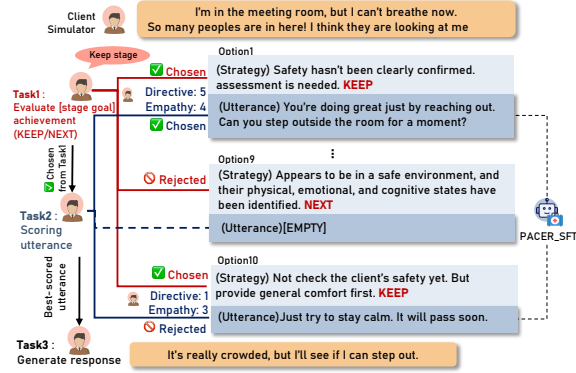 Client
Simulator
I'm in the meeting room, but I can't breathe now.
So many peoples are in here! I think they are looking at me
Keep stage
Task1 :
Evaluate [stage goal]
achievement
(KEEP/NEXT)
Chosen
from Task1
Task2 :
Scoring
utterance
Best-scored
utterance
Task3 :
Generate response
Option1
Chosen
(Strategy) Safety hasn't been clearly confirmed.
assessment is needed. KEEP
Directive: 5
Empathy: 4
Chosen
(Utterance) You're doing great just by reaching out.
Can you step outside the room for a moment?
⋮
Option9
Rejected
(Strategy) Appears to be in a safe environment, and
their physical, emotional, and cognitive states have
been identified. NEXT
(Utterance)[EMPTY]
PACER_SFT
Option10
Chosen
(Strategy) Not check the client's safety yet. But
provide general comfort first. KEEP
Directive: 1
Empathy: 3
Rejected
(Utterance)Just try to stay calm. It will pass soon.
It's really crowded, but I'll see if I can step out.